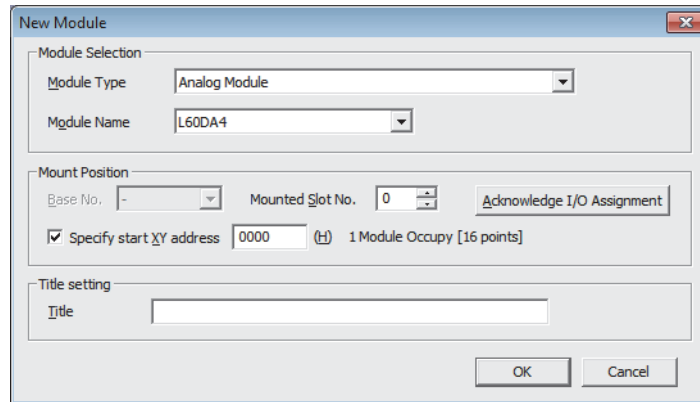 New Module
Module Selection
Module Type Analog Module
Module Name L60DA4
Mount Position
Base No. - Mounted Slot No. 0 Acknowledge I/O Assignment
Specify start XY address 0000 (H) 1 Module Occupy [16 points]
Title setting
Title
OK Cancel